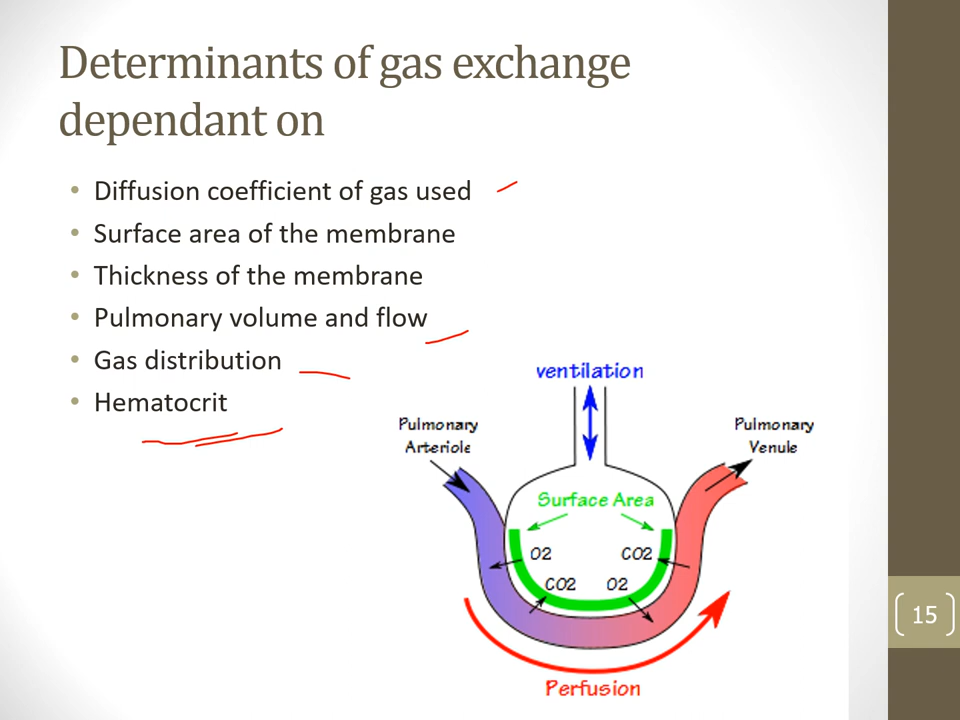 Determinants of gas exchange
dependant on
• Diffusion coefficient of gas used
• Surface area of the membrane
• Thickness of the membrane
• Pulmonary volume and flow
• Gas distribution
• Hematocrit
ventilation
Pulmonary
Arteriole
Pulmonary
Venule
Surface Area
O2
CO2
CO2
O2
Perfusion
15